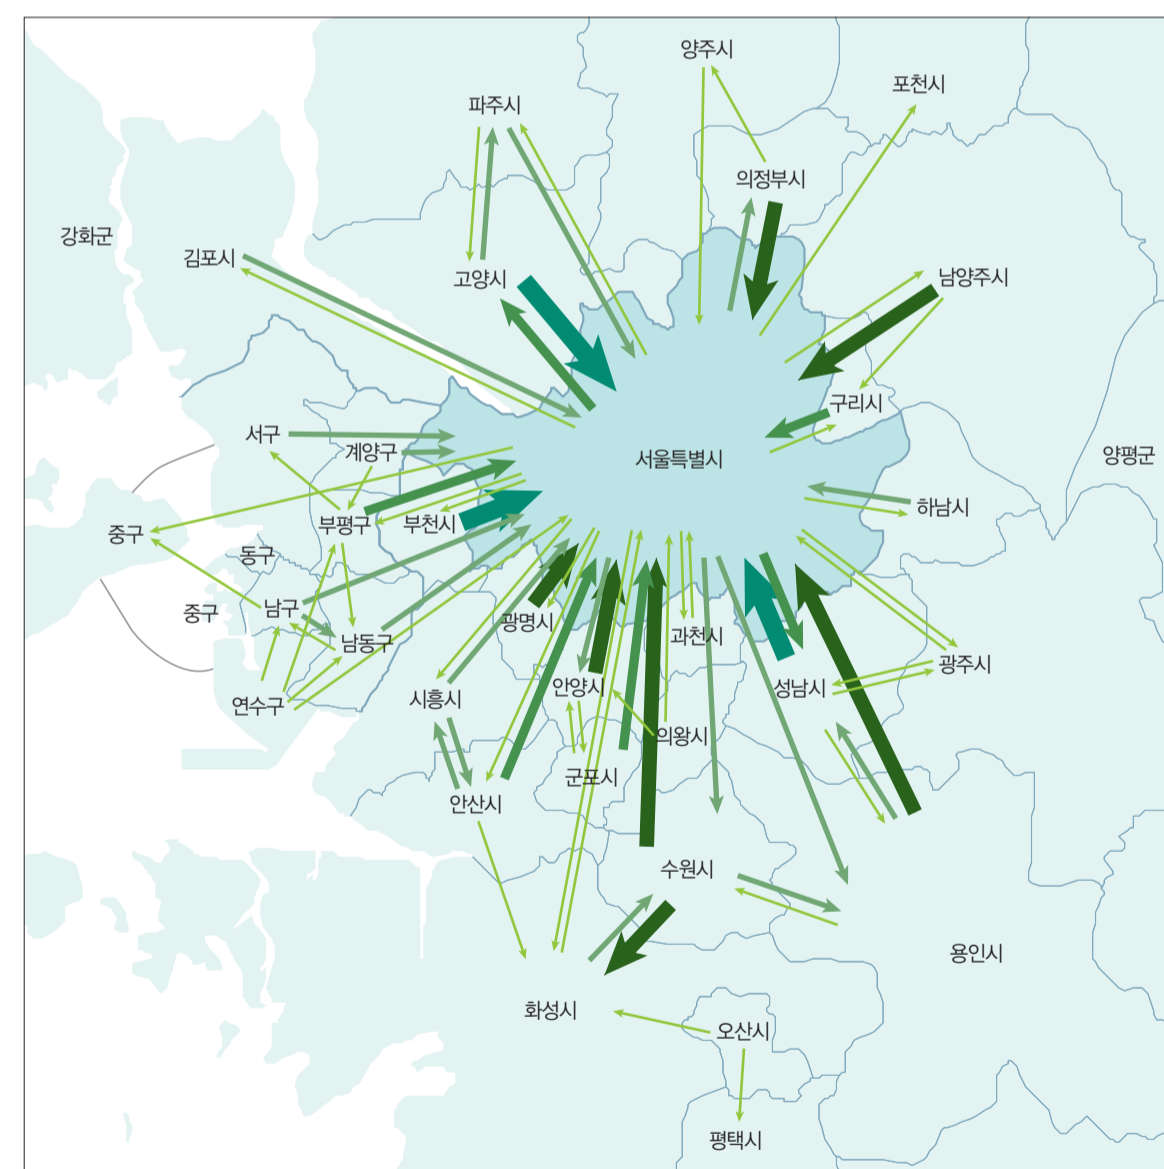 양주시
포천시
파주시
의정부시
강화군
김포시
고양시
남양주시
구리시
서구
계양구
서울특별시
양평군
하남시
부평구
부천시
중구
동구
중구
남구
남동구
광명시
과천시
연수구
시흥시
안양시
성남시
광주시
의왕시
군포시
안산시
수원시
용인시
화성시
오산시
평택시